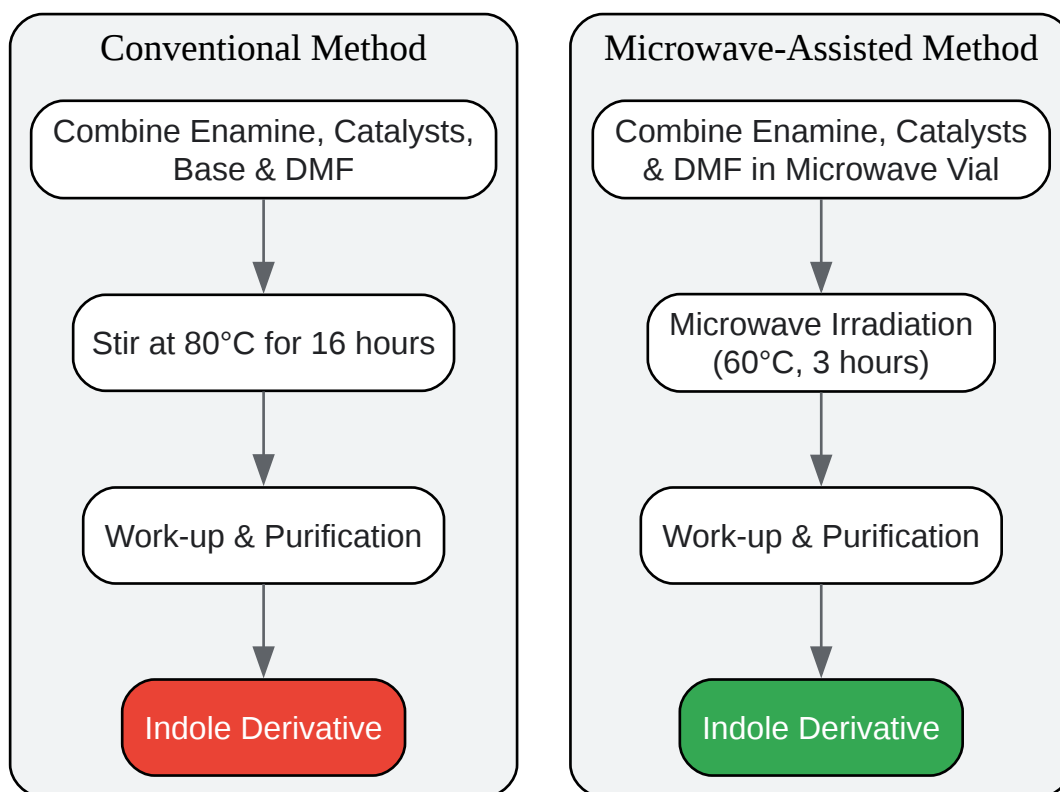 Conventional Method
Combine Enamine, Catalysts,
Base & DMF
Stir at 80°C for 16 hours
Work-up & Purification
Indole Derivative
Microwave-Assisted Method
Combine Enamine, Catalysts
& DMF in Microwave Vial
Microwave Irradiation
(60°C, 3 hours)
Work-up & Purification
Indole Derivative